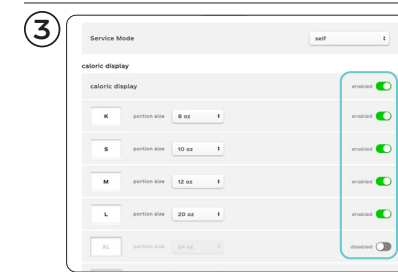 3
Service Mode self
caloric display
caloric display enabled
K portion size 8 oz enabled
S portion size 10 oz enabled
M portion size 12 oz enabled
L portion size 20 oz enabled
XL portion size 24 oz disabled